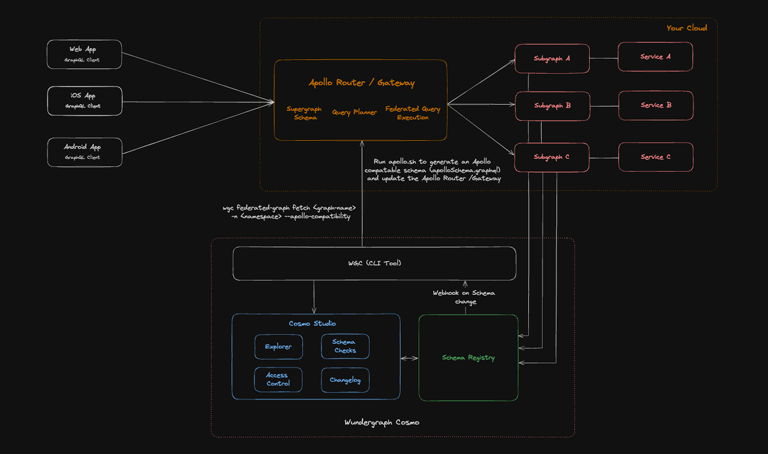 Your Cloud
Web App
GraphQL Client
iOS App
GraphQL Client
Android App
GraphQL Client
Apollo Router / Gateway
Supergraph
Schema
Query Planner
Federated Query
Execution
Subgraph A
Service A
Subgraph B
Service B
Subgraph C
Service C
Run apollo.sh to generate an Apollo
compatable schema (apolloSchema.graphql)
and update the Apollo Router /Gateway
wgc federated-graph fetch <graph-name>
-n <namespace> --apollo-compatibility
WGC (CLI Tool)
Webhook on Schema
change
Cosmo Studio
Explorer
Schema
Checks
Access
Control
Changelog
Schema Registry
Wundergraph Cosmo